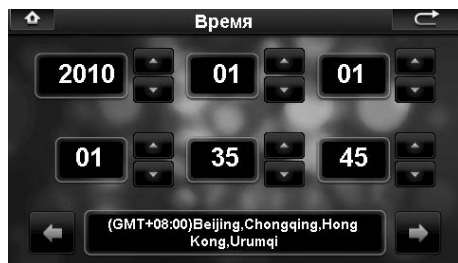 Время
2010 01 01
01 35 45
(GMT+08:00)Beijing,Chongqing,Hong
Kong,Urumqi